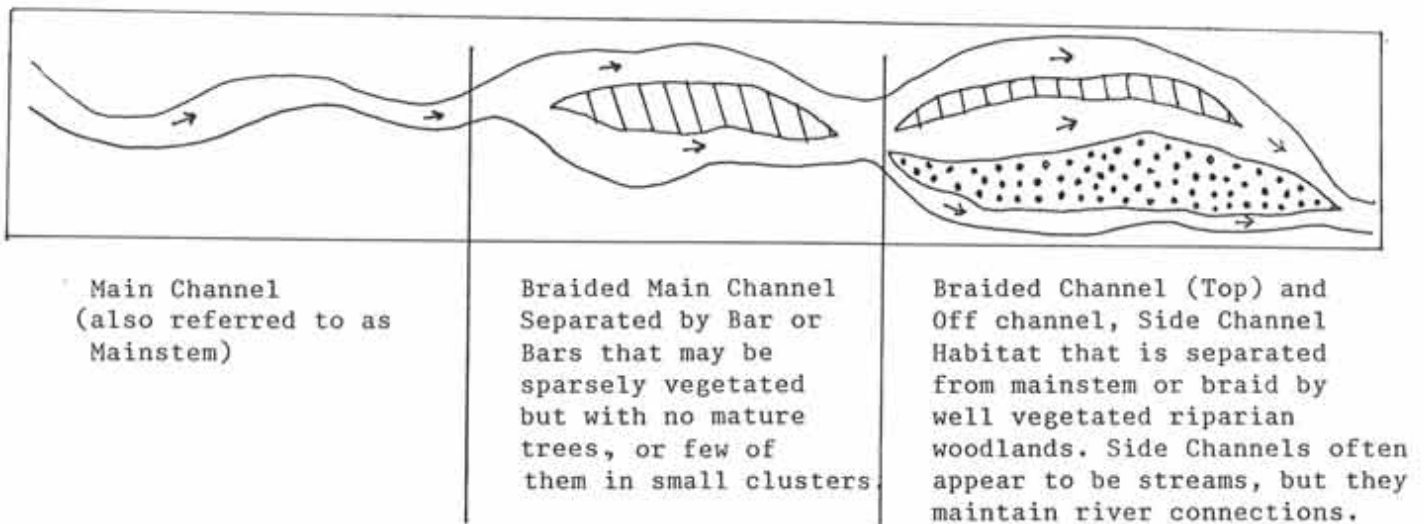 Main Channel
(also referred to as
Mainstem)
Braided Main Channel
Separated by Bar or
Bars that may be
sparsely vegetated
but with no mature
trees, or few of
them in small clusters.
Braided Channel (Top) and
Off channel, Side Channel
Habitat that is separated
from mainstem or braid by
well vegetated riparian
woodlands. Side Channels often
appear to be streams, but they
maintain river connections.